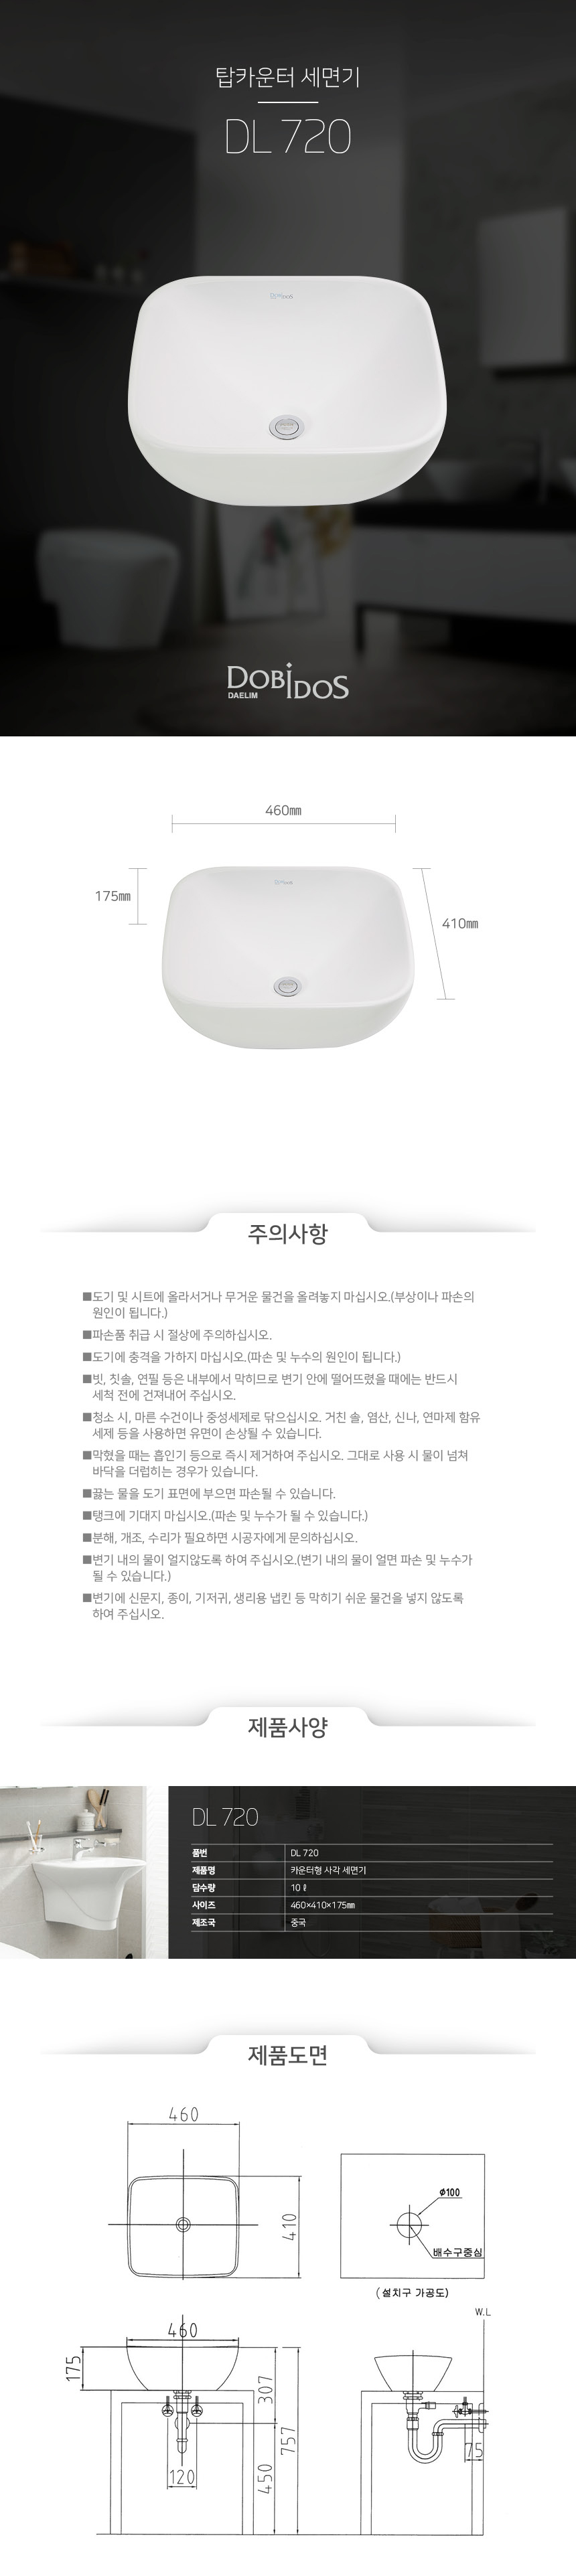 탑카운터 세면기
DL 720
DOBIDOS
DAELIM
460㎜
175㎜
410㎜
주의사항
■도기 및 시트에 올라서거나 무거운 물건을 올려놓지 마십시오.(부상이나 파손의
원인이 됩니다.)
■파손품 취급 시 절상에 주의하십시오.
■도기에 충격을 가하지 마십시오.(파손 및 누수의 원인이 됩니다.)
■빗, 칫솔, 연필 등은 내부에서 막히므로 변기 안에 떨어뜨렸을 때에는 반드시
세척 전에 건져내어 주십시오.
■청소 시, 마른 수건이나 중성세제로 닦으십시오. 거친 솔, 염산, 신나, 연마제 함유
세제 등을 사용하면 유면이 손상될 수 있습니다.
■막혔을 때는 흡인기 등으로 즉시 제거하여 주십시오. 그대로 사용 시 물이 넘쳐
바닥을 더럽히는 경우가 있습니다.
■끓는 물을 도기 표면에 부으면 파손될 수 있습니다.
■탱크에 기대지 마십시오.(파손 및 누수가 될 수 있습니다.)
■분해, 개조, 수리가 필요하면 시공자에게 문의하십시오.
■변기 내의 물이 얼지않도록 하여 주십시오.(변기 내의 물이 얼면 파손 및 누수가
될 수 있습니다.)
■변기에 신문지, 종이, 기저귀, 생리용 냅킨 등 막히기 쉬운 물건을 넣지 않도록
하여 주십시오.
제품사양
DL 720
품번 DL 720
제품명 카운터형 사각 세면기
담수량 10 ℓ
사이즈 460×410×175㎜
제조국 중국
제품도면
460
410
Ø100
배수구중심
(설치구 가공도)
W.L
460
175
307
757
120
450
75